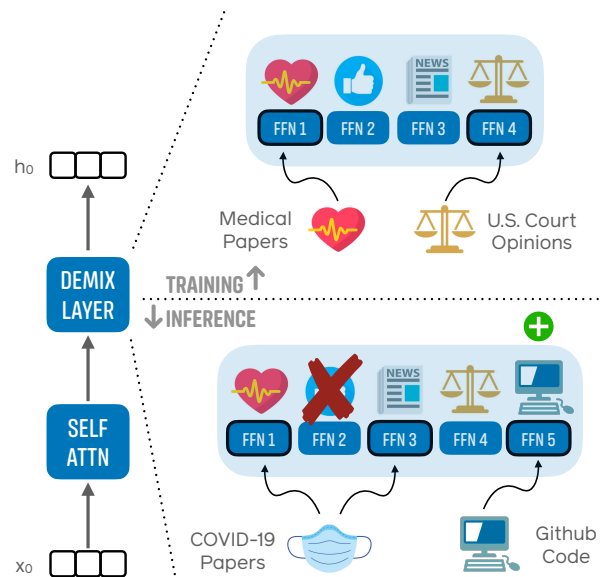 NEWS
FFN 1
FFN 2
FFN 3
FFN 4
h0
Medical
Papers
U.S. Court
Opinions
DEMIX
LAYER
TRAINING
INFERENCE
NEWS
FFN 1
FFN 2
FFN 3
FFN 4
FFN 5
SELF
ATTN
COVID-19
Papers
Github
Code
x0